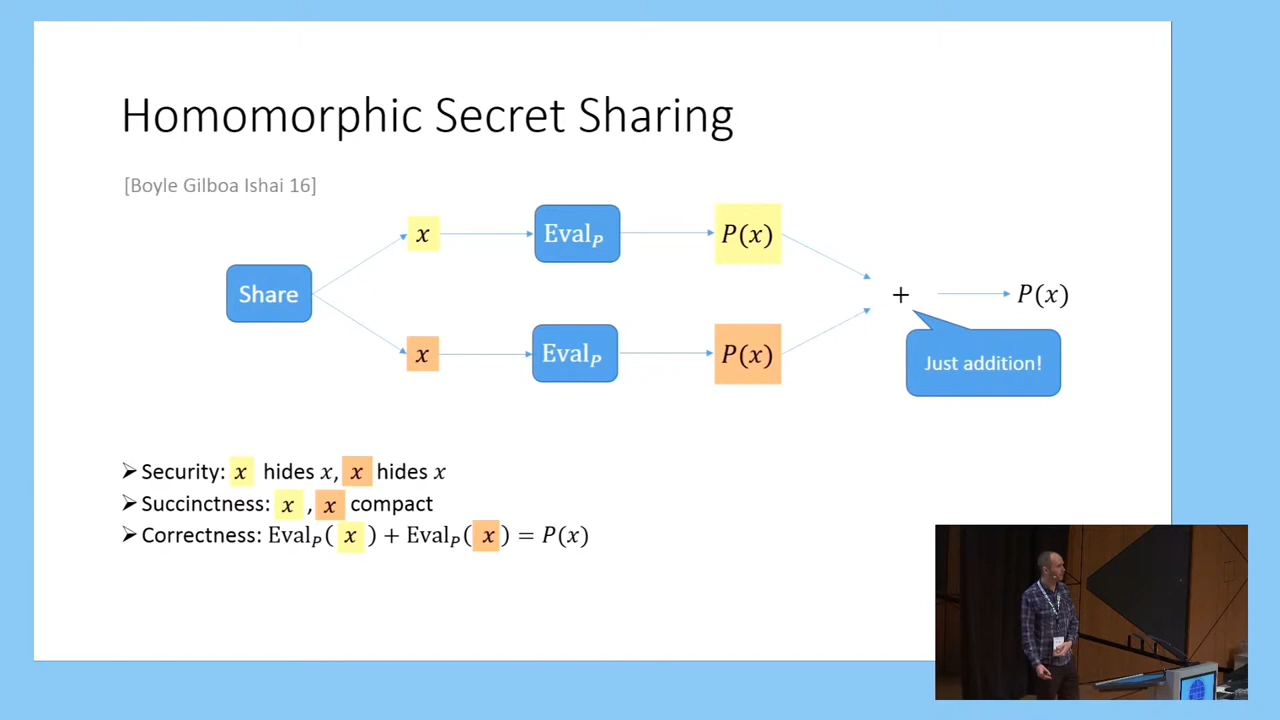 Homomorphic Secret Sharing
[Boyle Gilboa Ishai 16]
x
Eval_P
P(x)
Share
+
P(x)
x
Eval_P
P(x)
Just addition!
➢ Security: x hides x, x hides x
➢ Succinctness: x , x compact
➢ Correctness: Eval_P( x ) + Eval_P( x ) = P(x)